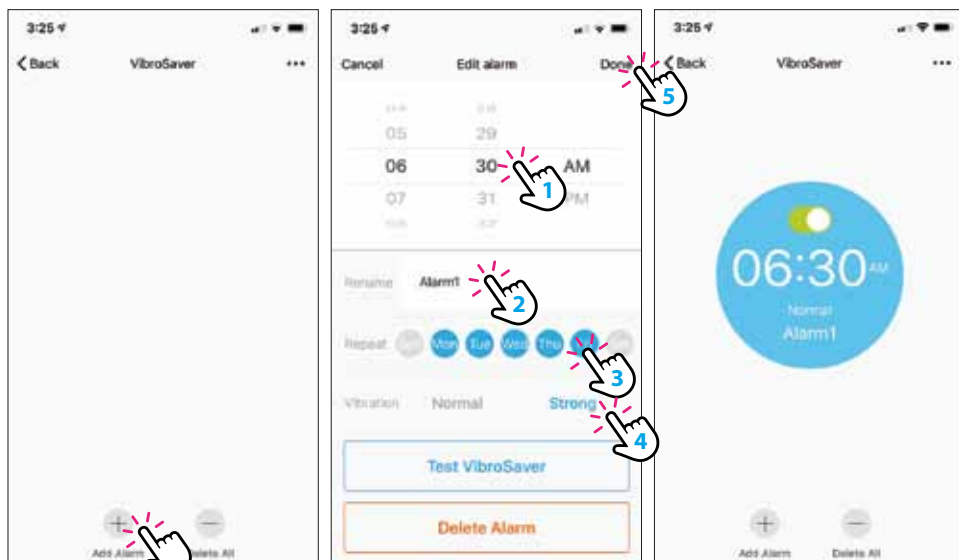 3:25
Back VibroSaver
Add Alarm Delete All
3:25
Cancel Edit alarm Done
5
05 29
06 30 AM
1
07 31 PM
Rename Alarm1
2
Repeat Mon Tue Wed Thu
3
Vibration Normal Strong
4
Test VibroSaver
Delete Alarm
3:25
Back VibroSaver
06:30 AM
Normal
Alarm1
Add Alarm Delete All